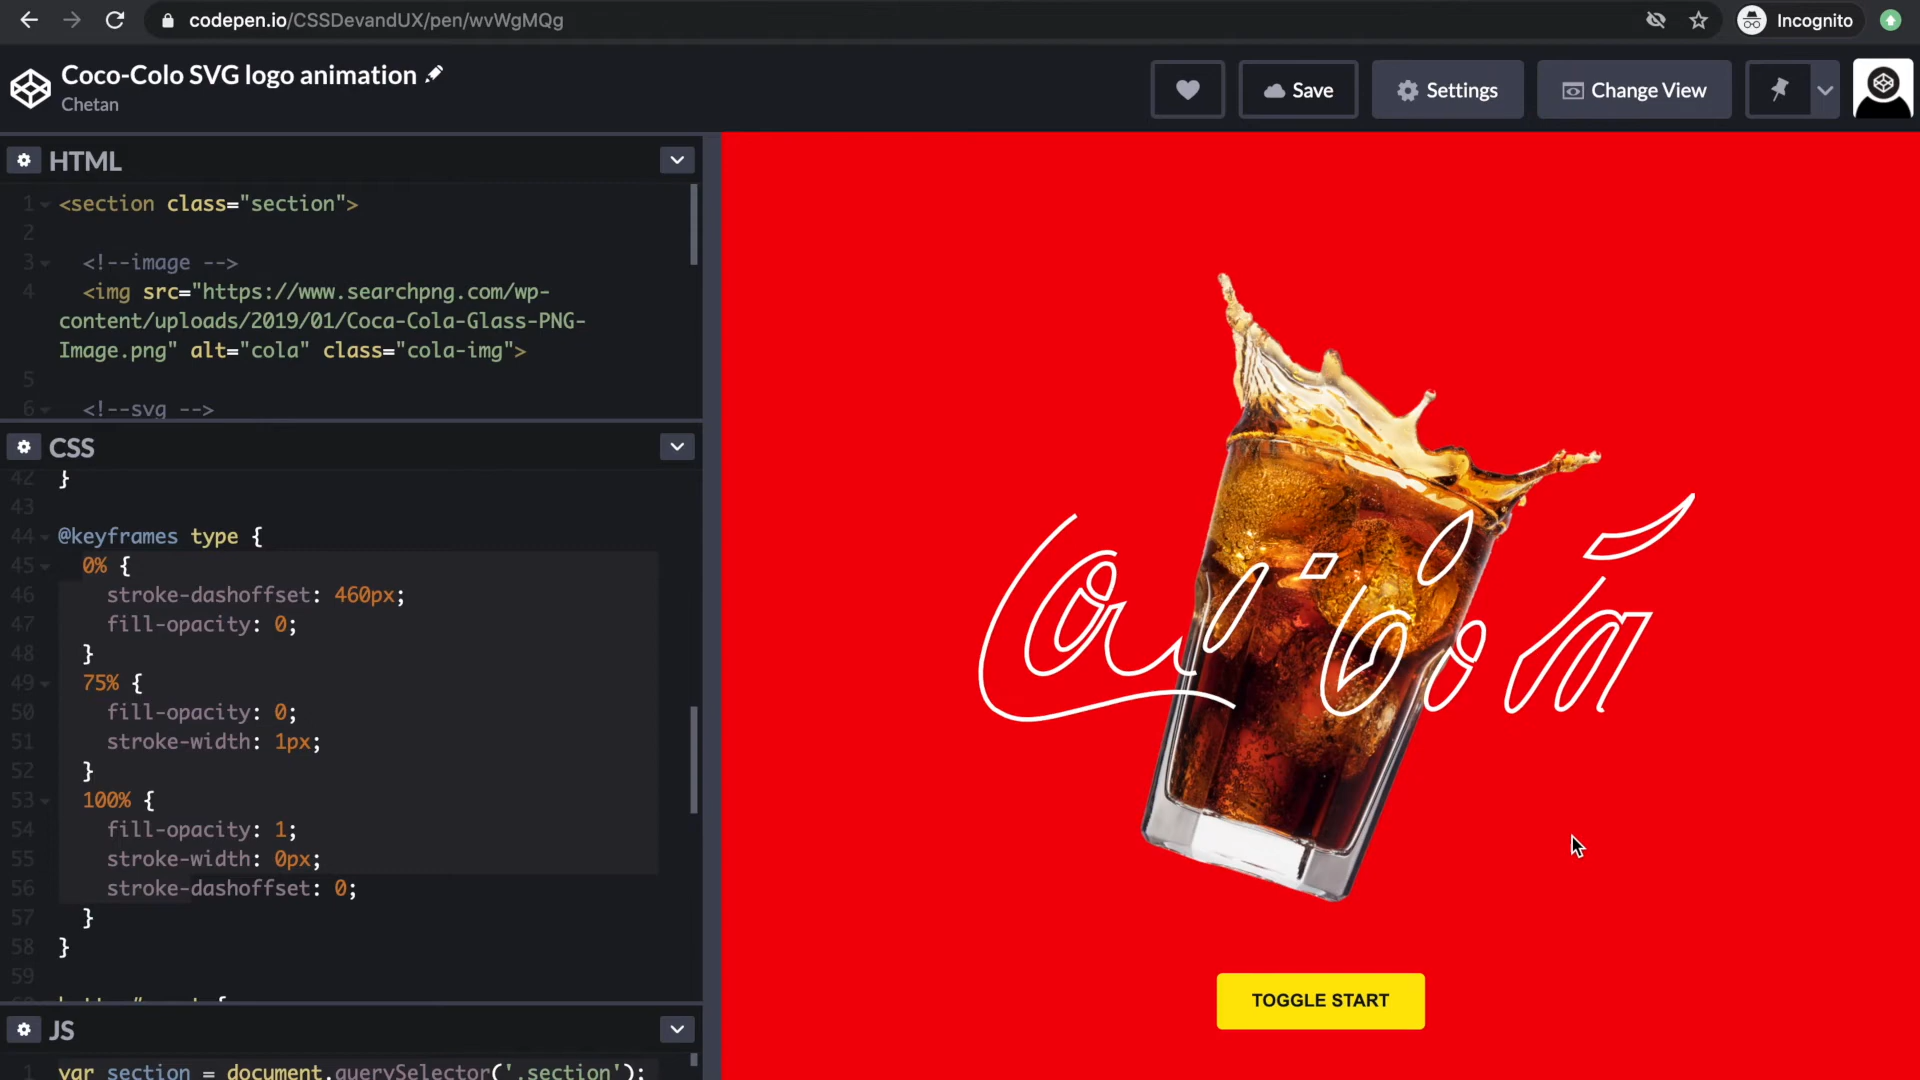 codepen.io/CSSDevandUX/pen/wvWgMQg
Incognito
Coco-Colo SVG logo animation
Chetan
Save
Settings
Change View
HTML
1 <section class="section">
2
3 <!--image -->
4 <img src="https://www.searchpng.com/wp-
content/uploads/2019/01/Coca-Cola-Glass-PNG-
Image.png" alt="cola" class="cola-img">
5
6 <!--svg -->
CSS
42 }
43
44 @keyframes type {
45 0% {
46 stroke-dashoffset: 460px;
47 fill-opacity: 0;
48 }
49 75% {
50 fill-opacity: 0;
51 stroke-width: 1px;
52 }
53 100% {
54 fill-opacity: 1;
55 stroke-width: 0px;
56 stroke-dashoffset: 0;
57 }
58 }
59
JS
1 var section = document.querySelector('.section');
TOGGLE START